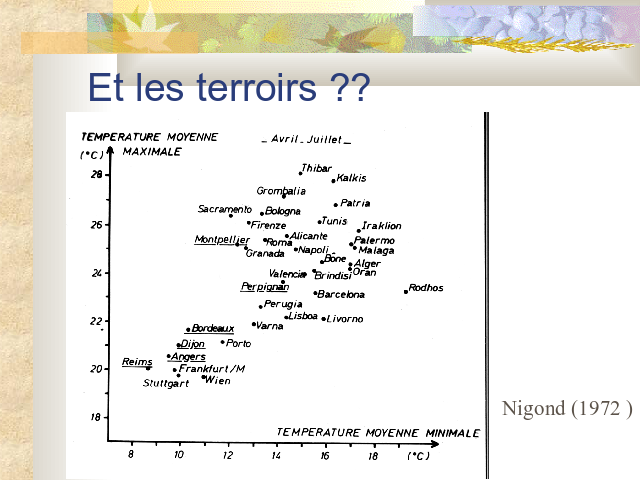 Et les terroirs ??
TEMPERATURE MOYENNE
_ Avril_Juillet_
(°C) MAXIMALE
Thibar
28
Kalkis
Grombalia
Patria
Sacramento
Bologna
26
Firenze
Tunis
Iraklion
Montpellier
Roma
Alicante
Palermo
Granada
Napoli
Malaga
Bône
Alger
24
Valencia
Brindisi
Oran
Perpignan
Barcelona
Rodhos
Perugia
22
Bordeaux
Varna
Lisboa
Livorno
Dijon
Porto
Angers
Reims
20
Frankfurt/M
Stuttgart
Wien
Nigond (1972 )
18
TEMPERATURE MOYENNE MINIMALE
8 10 12 14 16 18 (°C)